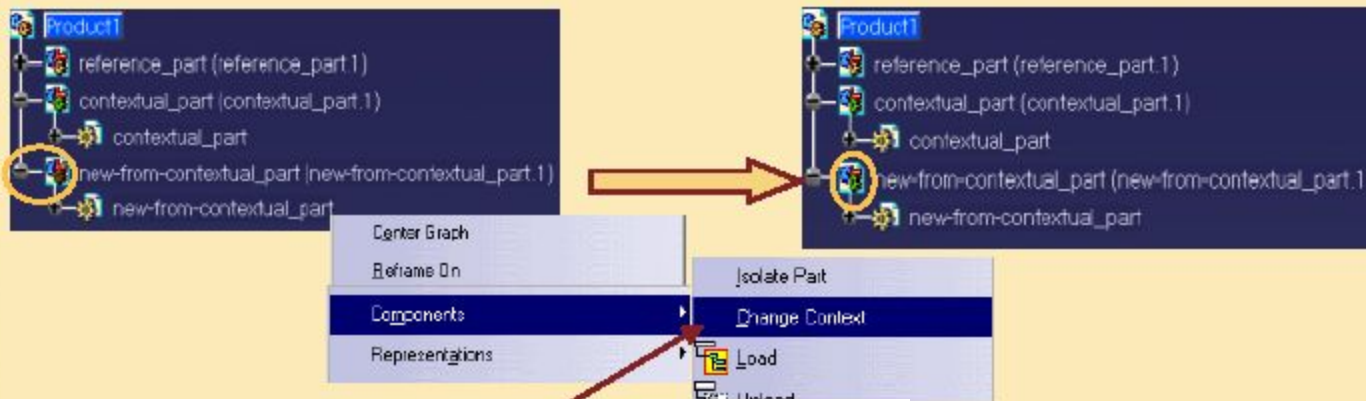 Product1
reference_part (reference_part.1)
contextual_part (contextual_part.1)
contextual_part
new-from-contextual_part (new-from-contextual_part.1)
new-from-contextual_part
Product1
reference_part (reference_part.1)
contextual_part (contextual_part.1)
contextual_part
new-from-contextual_part (new-from-contextual_part.1
new-from-contextual_part
Center Graph
Reframe On
Components
Representations
Isolate Part
Change Context
Load